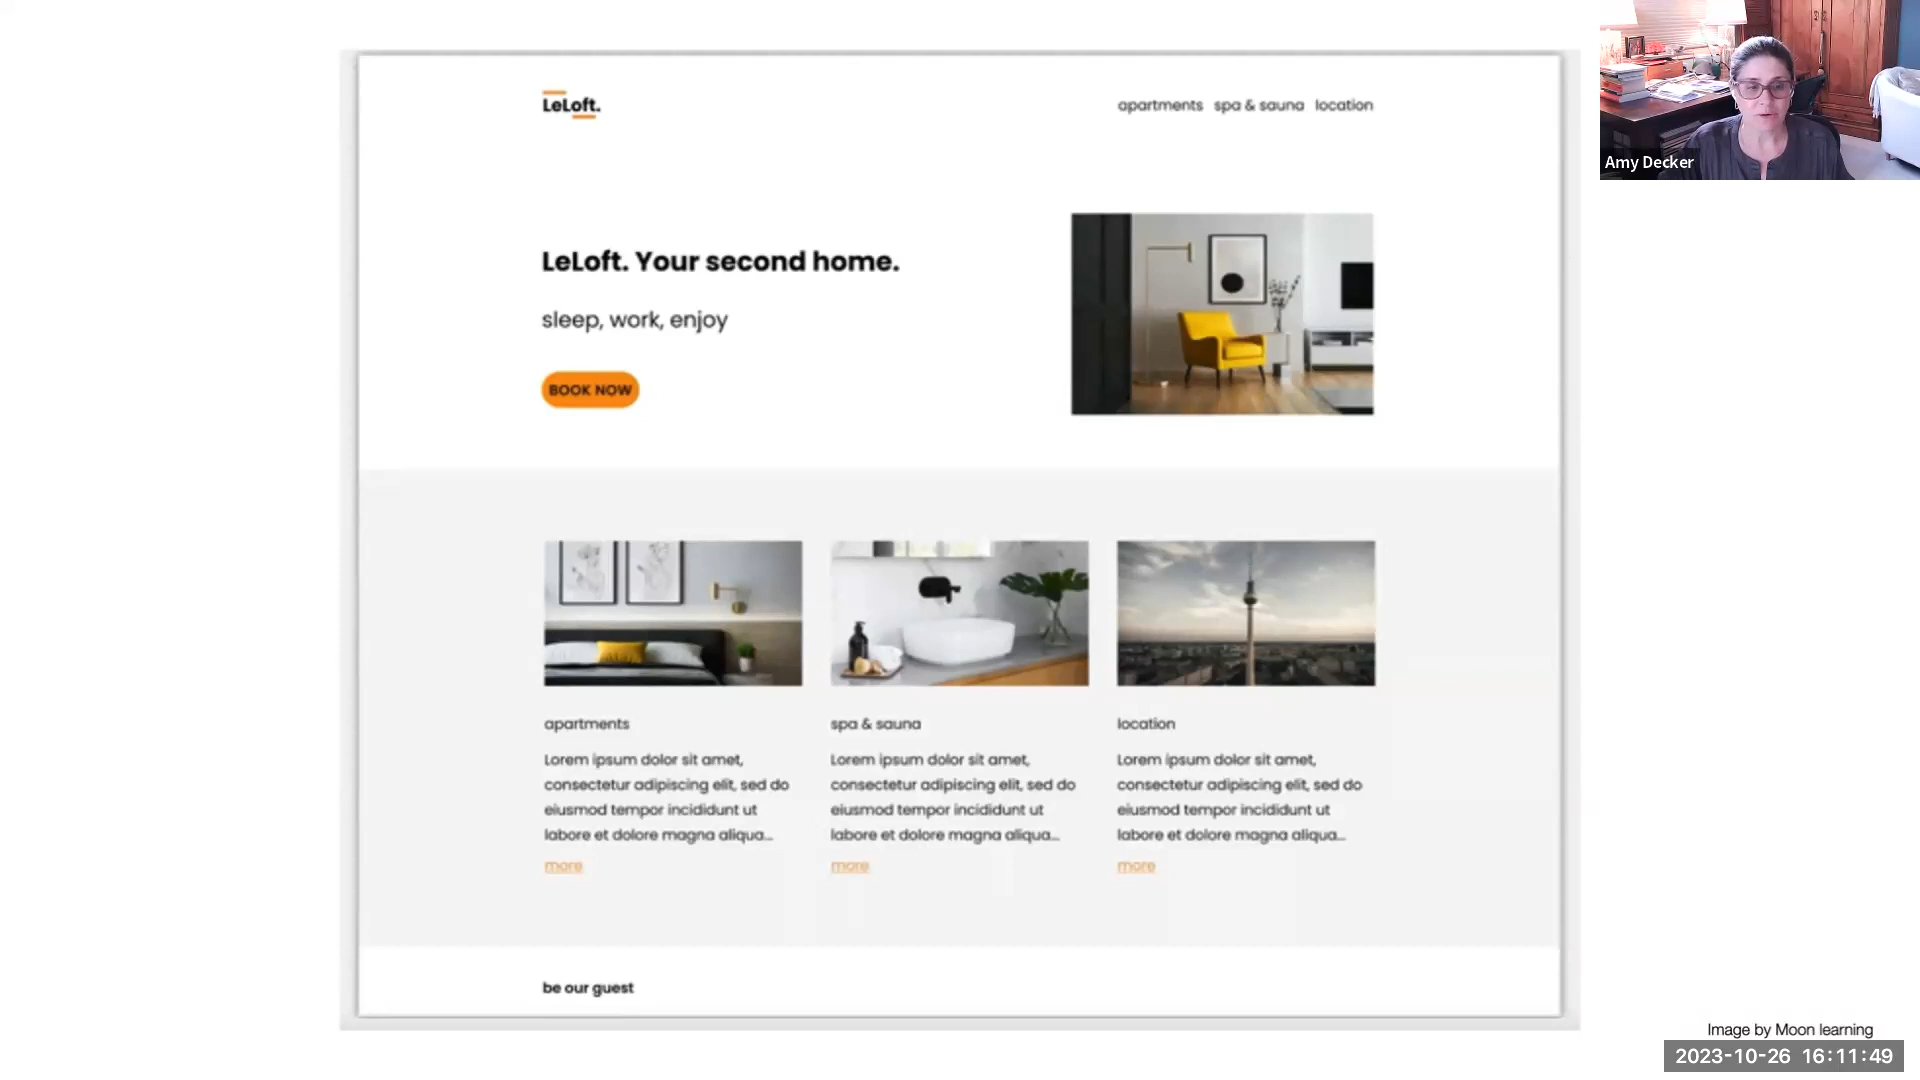 LeLoft.
apartments spa & sauna location
LeLoft. Your second home.
sleep, work, enjoy
BOOK NOW
apartments
Lorem ipsum dolor sit amet,
consectetur adipiscing elit, sed do
eiusmod tempor incididunt ut
labore et dolore magna aliqua...
more
spa & sauna
Lorem ipsum dolor sit amet,
consectetur adipiscing elit, sed do
eiusmod tempor incididunt ut
labore et dolore magna aliqua...
more
location
Lorem ipsum dolor sit amet,
consectetur adipiscing elit, sed do
eiusmod tempor incididunt ut
labore et dolore magna aliqua...
more
be our guest
Amy Decker
Image by Moon learning
2023-10-26 16:11:49